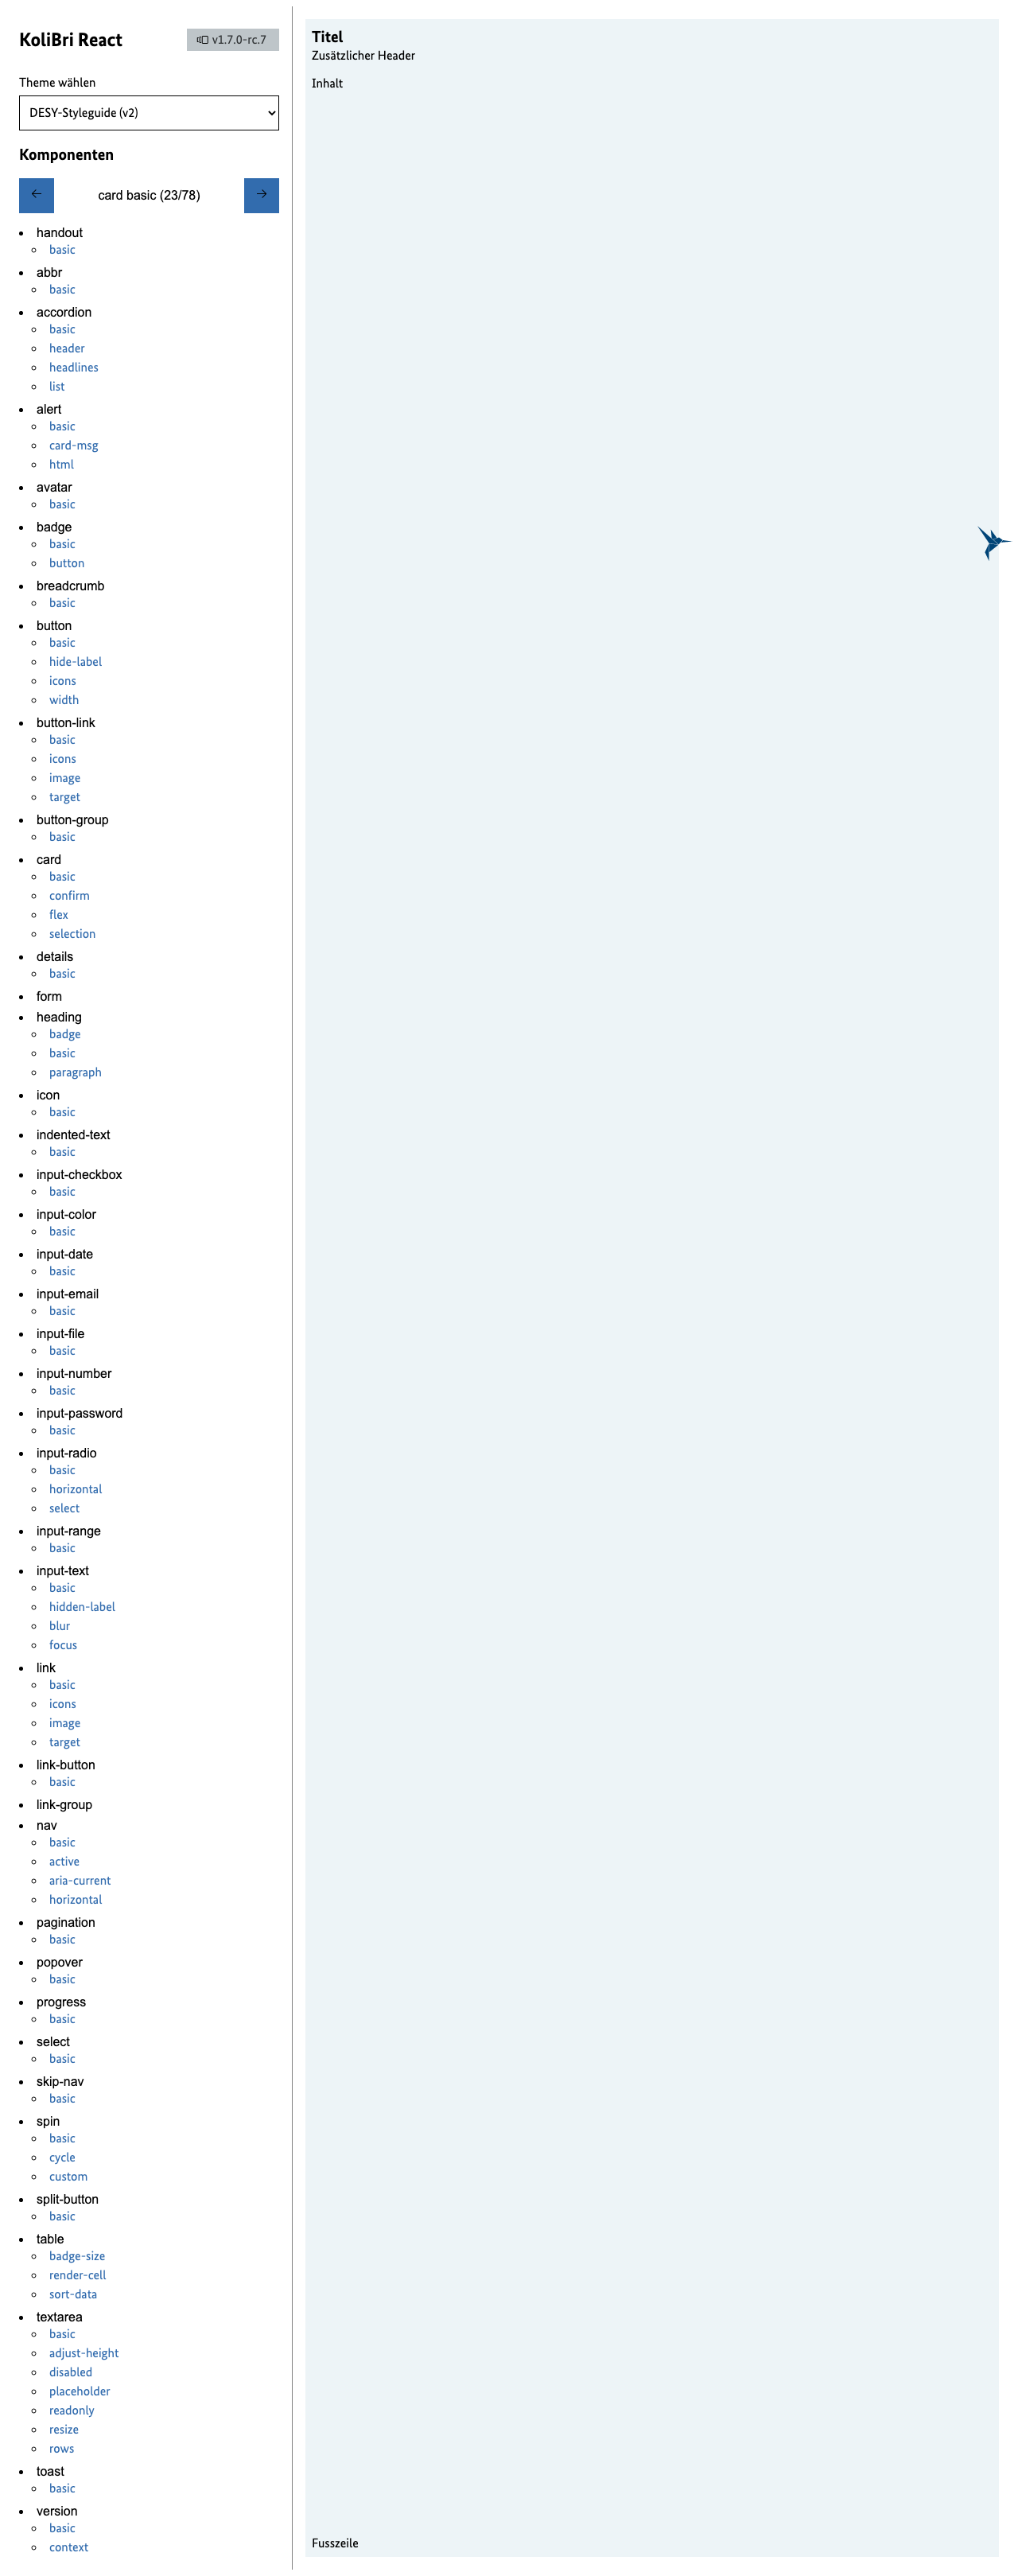 KoliBri React
v1.7.0-rc.7
Theme wählen
DESY-Styleguide (v2)
Komponenten
← card basic (23/78) →
handout
basic
abbr
basic
accordion
basic
header
headlines
list
alert
basic
card-msg
html
avatar
basic
badge
basic
button
breadcrumb
basic
button
basic
hide-label
icons
width
button-link
basic
icons
image
target
button-group
basic
card
basic
confirm
flex
selection
details
basic
form
heading
badge
basic
paragraph
icon
basic
indented-text
basic
input-checkbox
basic
input-color
basic
input-date
basic
input-email
basic
input-file
basic
input-number
basic
input-password
basic
input-radio
basic
horizontal
select
input-range
basic
input-text
basic
hidden-label
blur
focus
link
basic
icons
image
target
link-button
basic
link-group
nav
basic
active
aria-current
horizontal
pagination
basic
popover
basic
progress
basic
select
basic
skip-nav
basic
spin
basic
cycle
custom
split-button
basic
table
badge-size
render-cell
sort-data
textarea
basic
adjust-height
disabled
placeholder
readonly
resize
rows
toast
basic
version
basic
context
Titel
Zusätzlicher Header
Inhalt
Fusszeile